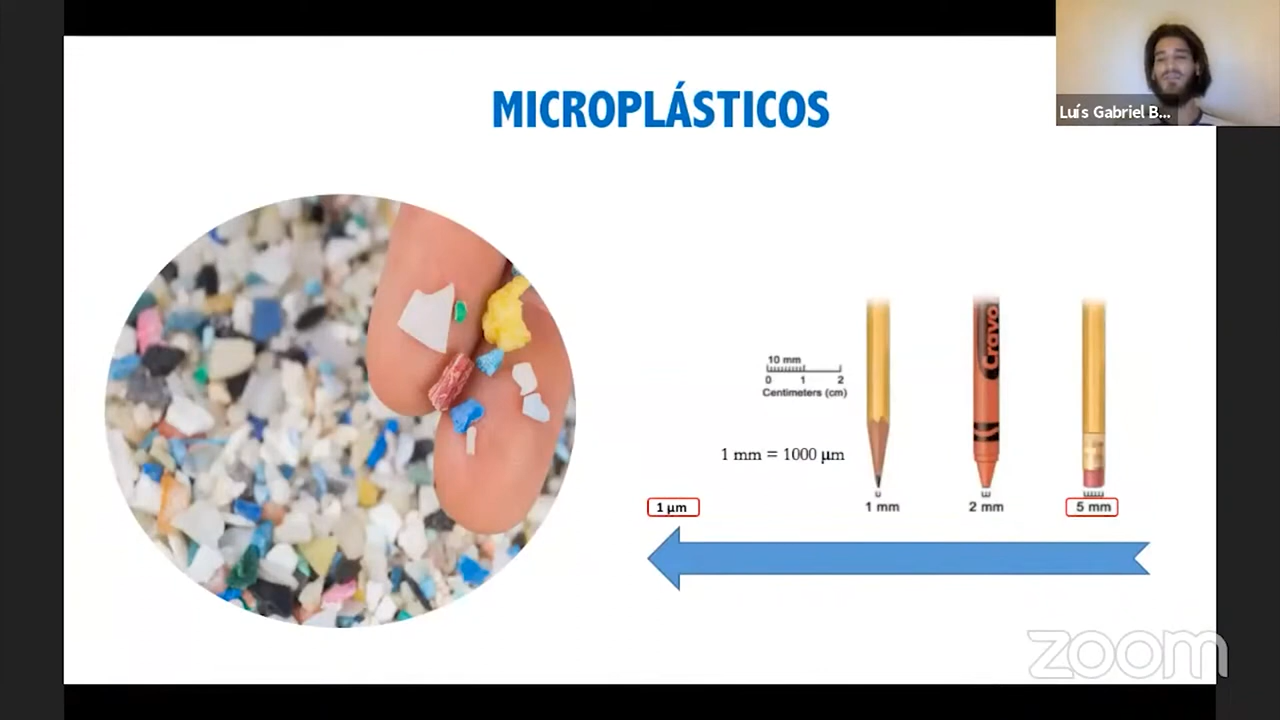 MICROPLÁSTICOS
Luís Gabriel B...
10 mm
0 1 2
Centimeters (cm)
Crayo
1 mm = 1000 µm
1 µm
1 mm
2 mm
5 mm
zoom